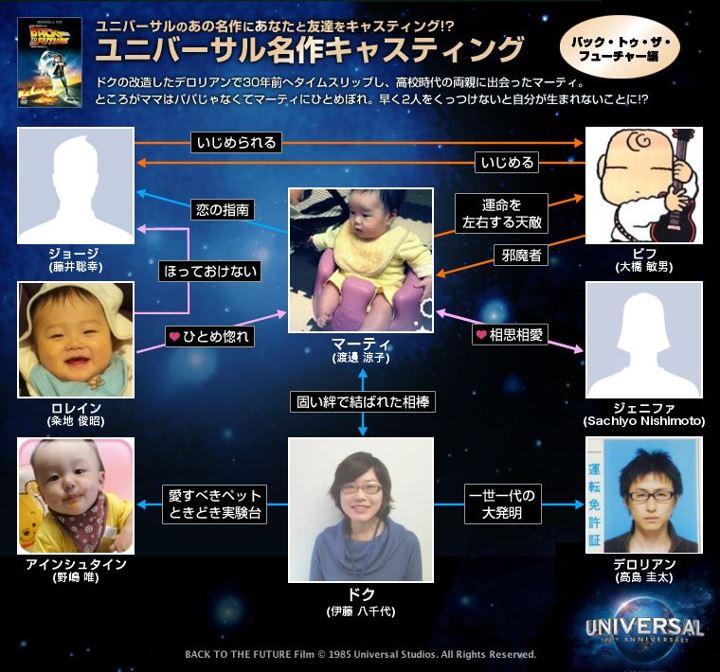 ユニバーサルのあの名作にあなたと友達をキャスティング!?
ユニバーサル名作キャスティング
バック・トゥ・ザ・
フューチャー編
BACK TO THE FUTURE
ドクの改造したデロリアンで30年前へタイムスリップし、高校時代の両親に出会ったマーティ。
ところがママはパパじゃなくてマーティにひとめぼれ。早く2人をくっつけないと自分が生まれないことに!?
いじめられる
いじめる
恋の指南
運命を
左右する天敵
邪魔者
ジョージ
(藤井聡幸)
ビフ
(大橋 敏男)
ほっておけない
ひとめ惚れ
マーティ
(渡邊 涼子)
相思相愛
固い絆で結ばれた相棒
ロレイン
(粂地 俊昭)
ジェニファ
(Sachiyo Nishimoto)
愛すべきペット
ときどき実験台
一世一代の
大発明
運転免許証
アインシュタイン
(野嶋 唯)
ドク
(伊藤 八千代)
デロリアン
(高島 圭太)
UNIVERSAL
100TH ANNIVERSARY
BACK TO THE FUTURE Film © 1985 Universal Studios. All Rights Reserved.